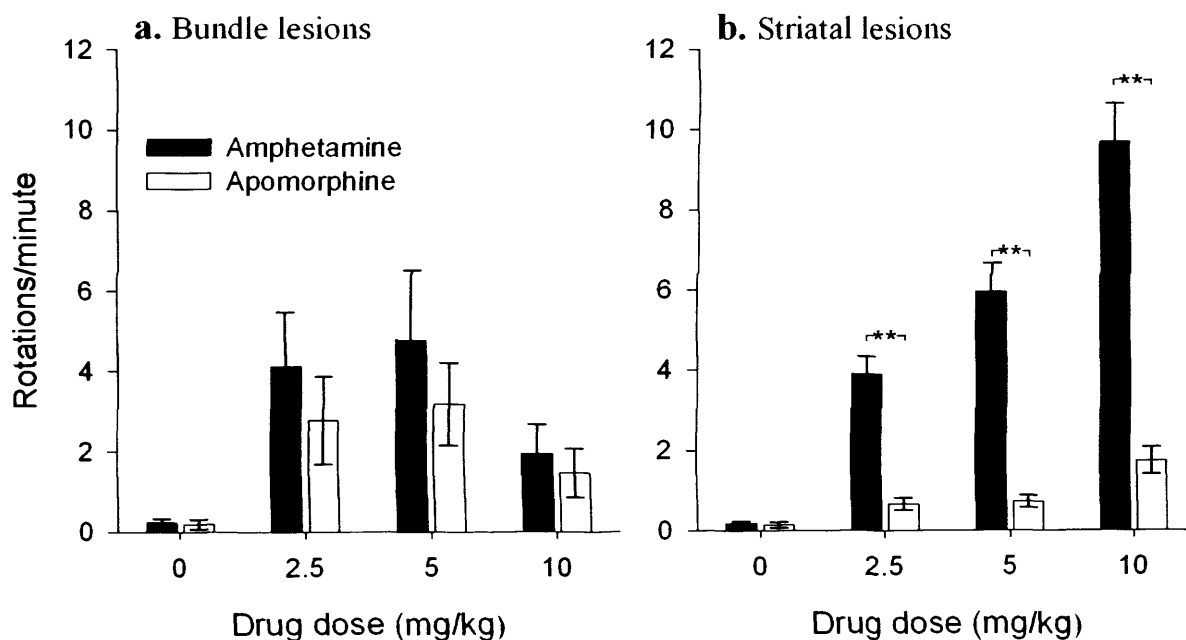 a. Bundle lesions
12
10
8
6
4
2
0
Rotations/minute
Amphetamine
Apomorphine
0 2.5 5 10
Drug dose (mg/kg)
b. Striatal lesions
12
10
8
6
4
2
0
**
**
**
0 2.5 5 10
Drug dose (mg/kg)